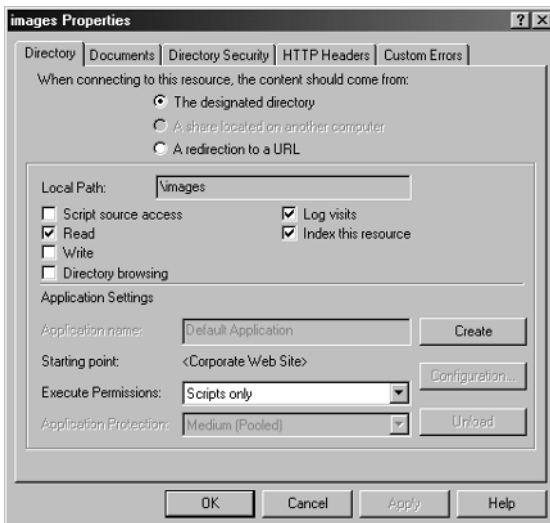 images Properties
Directory Documents Directory Security HTTP Headers Custom Errors
When connecting to this resource, the content should come from:
The designated directory
A share located on another computer
A redirection to a URL
Local Path: \images
Script source access Log visits
Read Index this resource
Write
Directory browsing
Application Settings
Application name: Default Application Create
Starting point: <Corporate Web Site>
Configuration...
Execute Permissions: Scripts only
Application Protection: Medium (Pooled) Unload
OK Cancel Apply Help